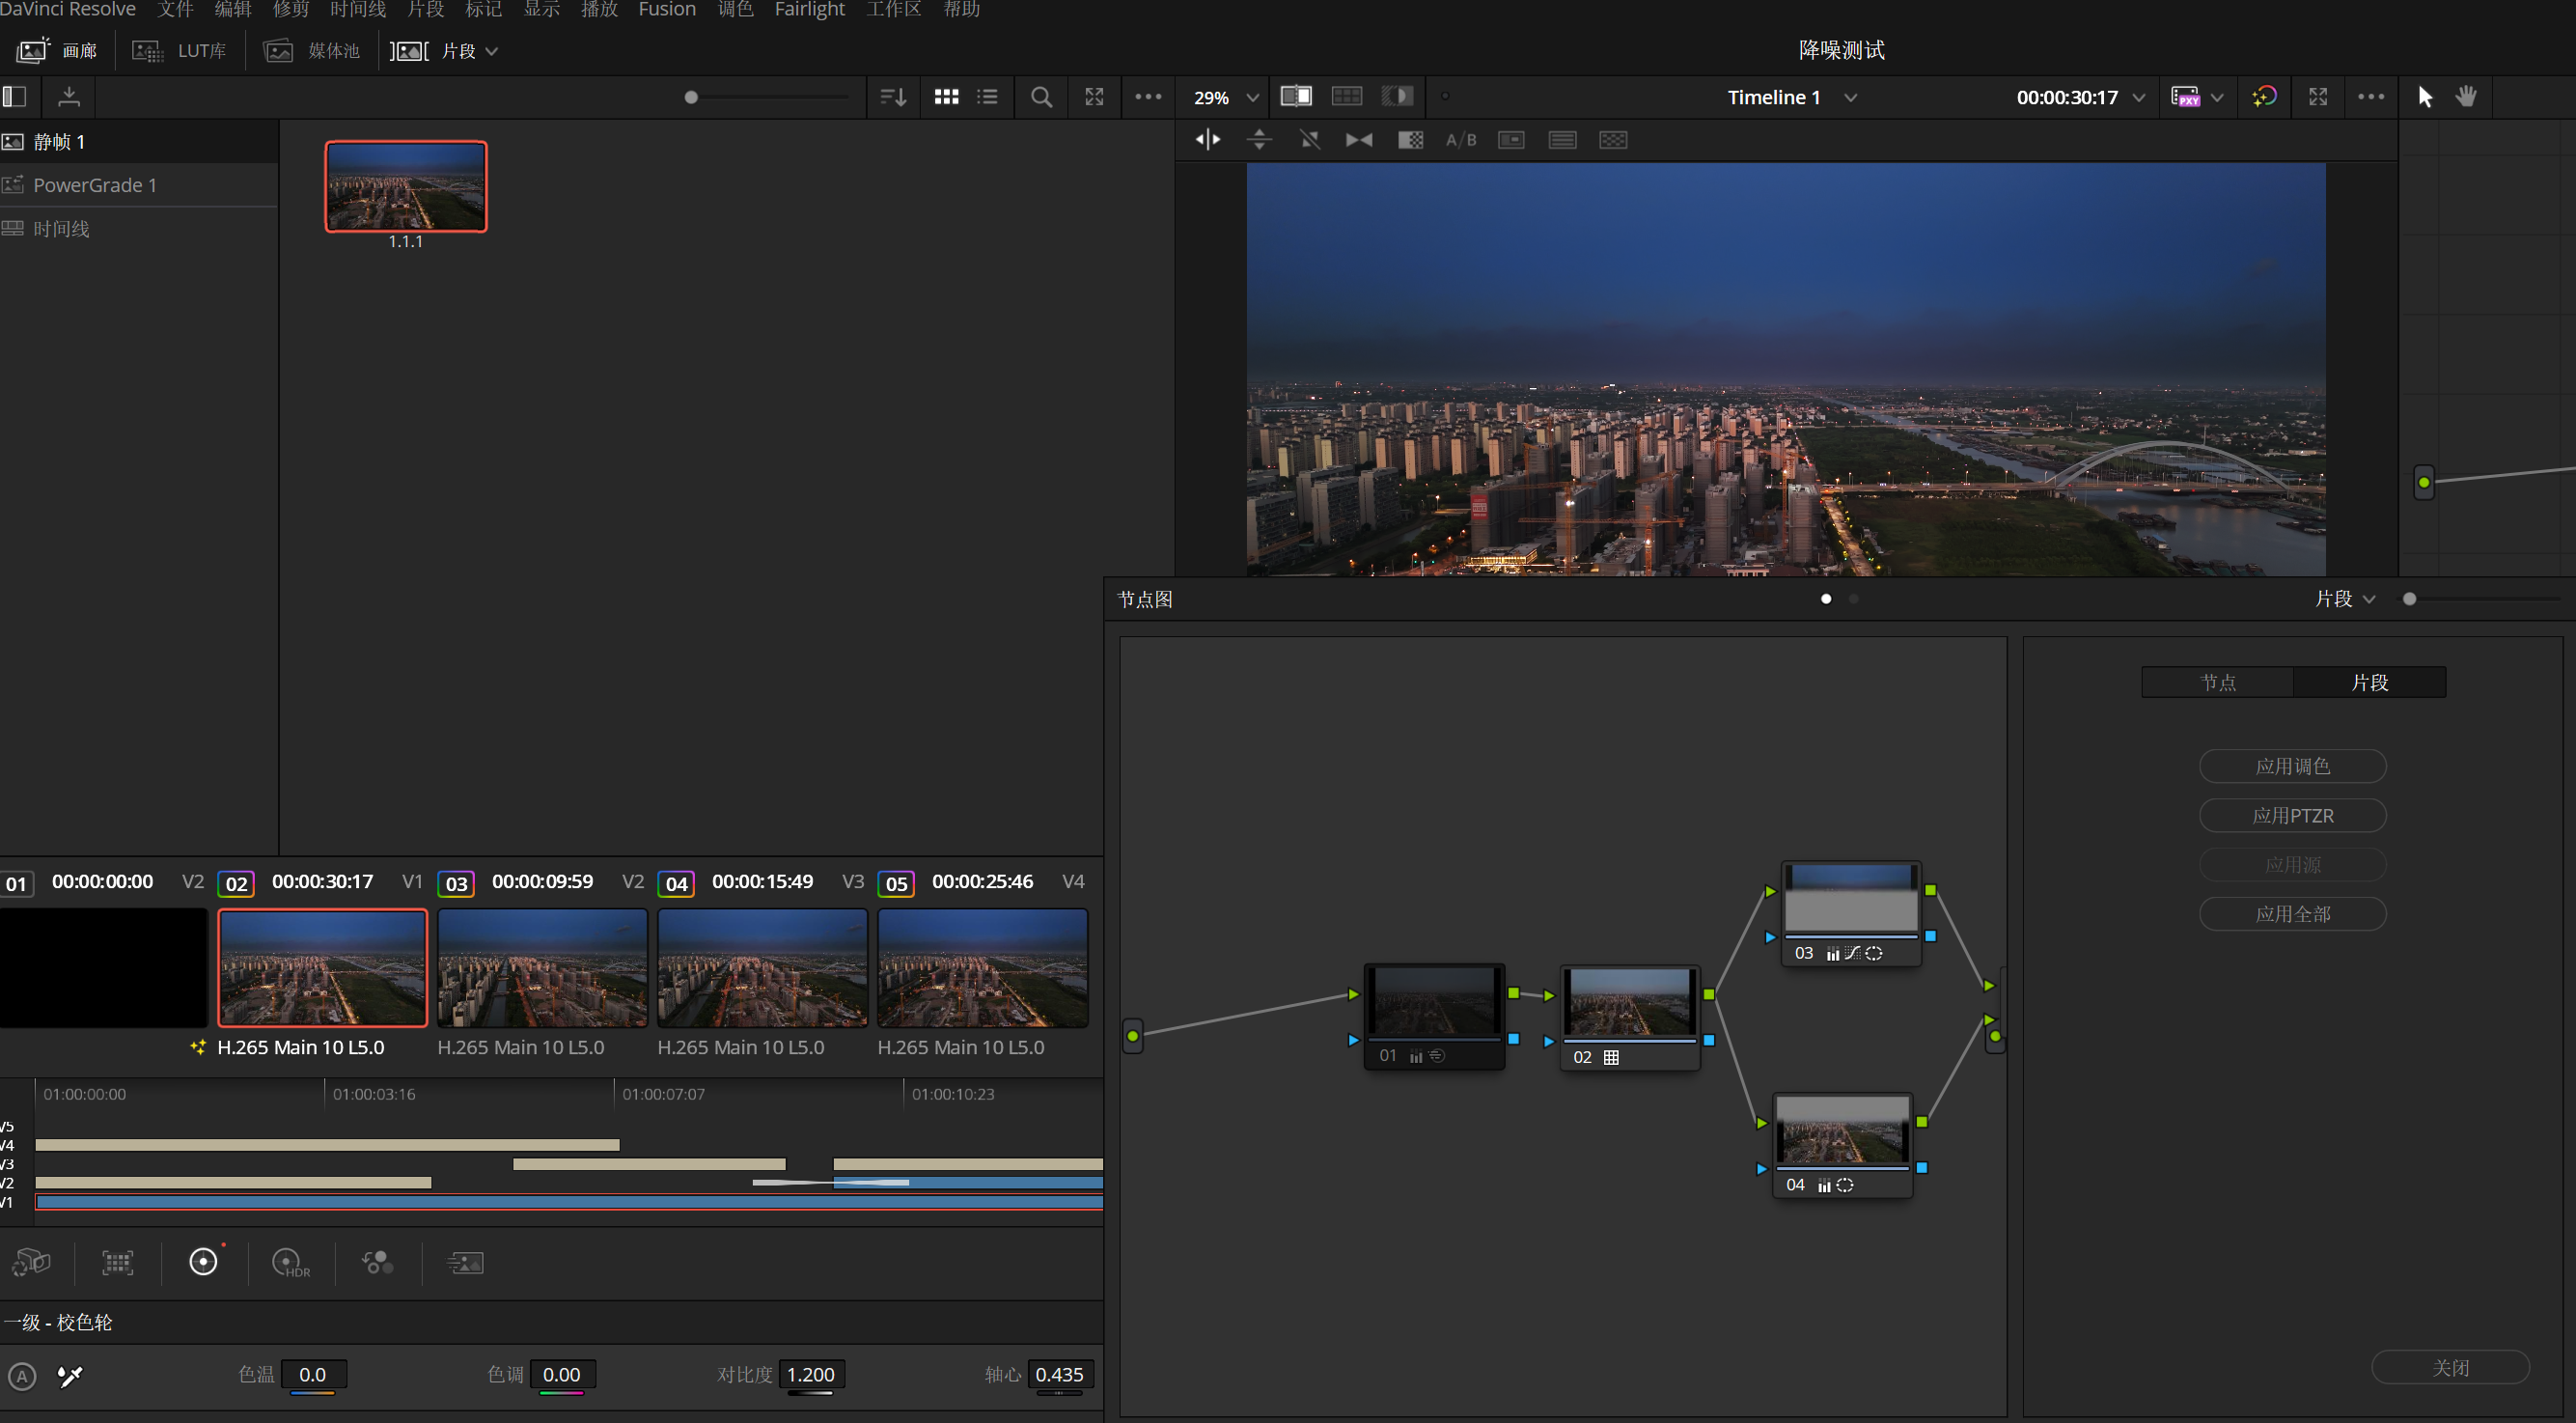 DaVinci Resolve 文件 编辑 修剪 时间线 片段 标记 显示 播放 Fusion 调色 Fairlight 工作区 帮助
画廊 LUT库 媒体池 片段 降噪测试
29% Timeline 1 00:00:30:17 PXY
静帧 1
A/B
PowerGrade 1
时间线
1.1.1
节点图 片段
节点 片段
应用调色
应用PTZR
应用源
应用全部
01 00:00:00:00 V2 02 00:00:30:17 V1 03 00:00:09:59 V2 04 00:00:15:49 V3 05 00:00:25:46 V4
H.265 Main 10 L5.0 H.265 Main 10 L5.0 H.265 Main 10 L5.0 H.265 Main 10 L5.0
03
01
02
04
01:00:00:00 01:00:03:16 01:00:07:07 01:00:10:23
V5
V4
V3
V2
V1
HDR
一级 - 校色轮
A 色温 0.0 色调 0.00 对比度 1.200 轴心 0.435
关闭